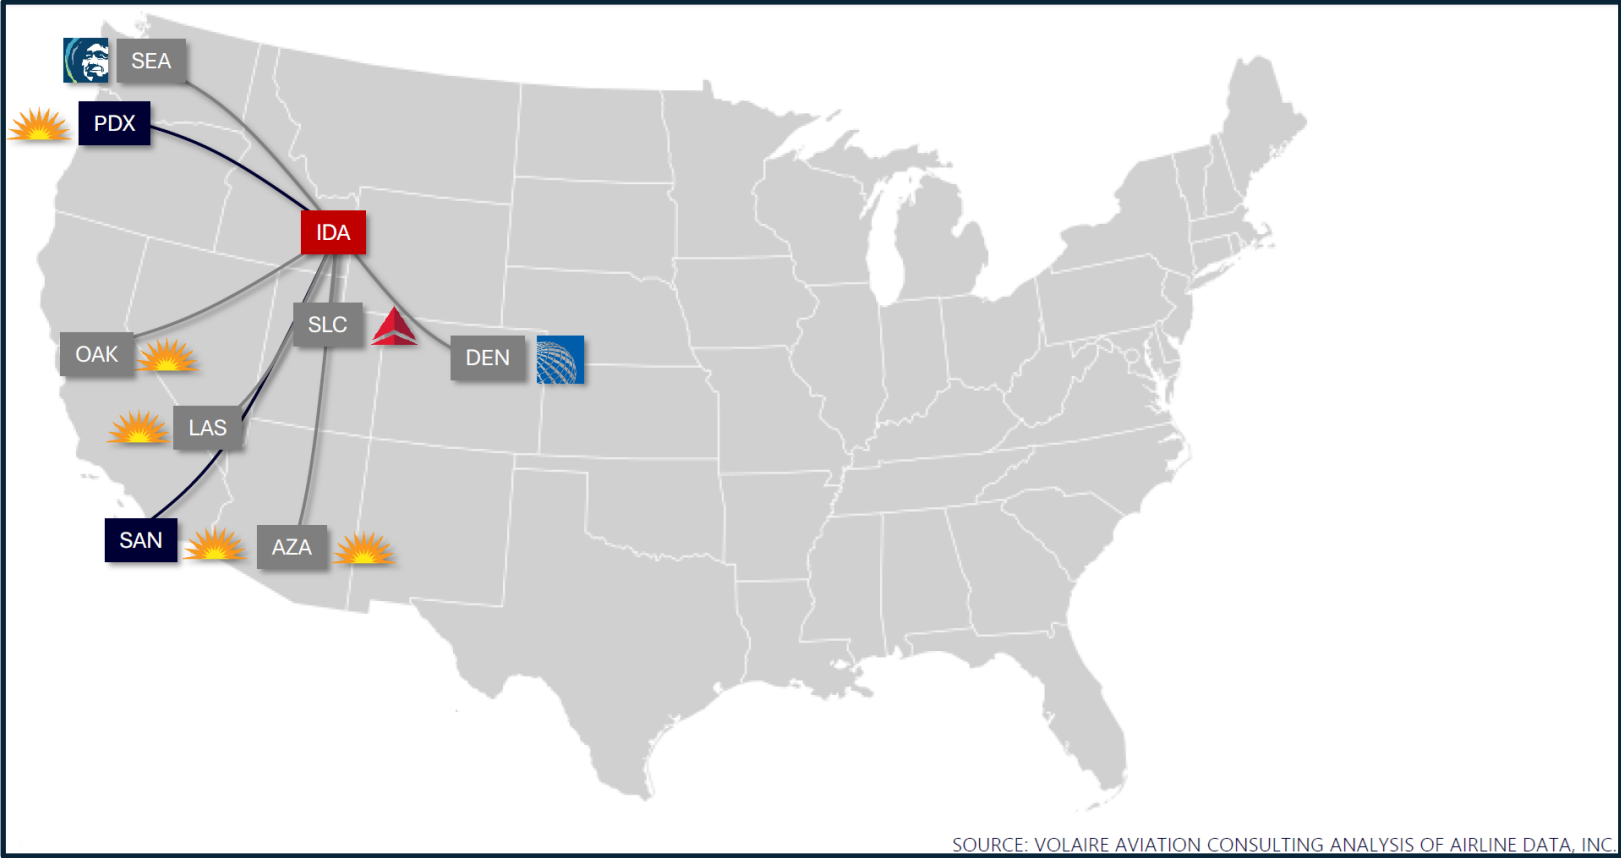 SEA
PDX
IDA
SLC
OAK
DEN
LAS
SAN
AZA
SOURCE: VOLAIRE AVIATION CONSULTING ANALYSIS OF AIRLINE DATA, INC.